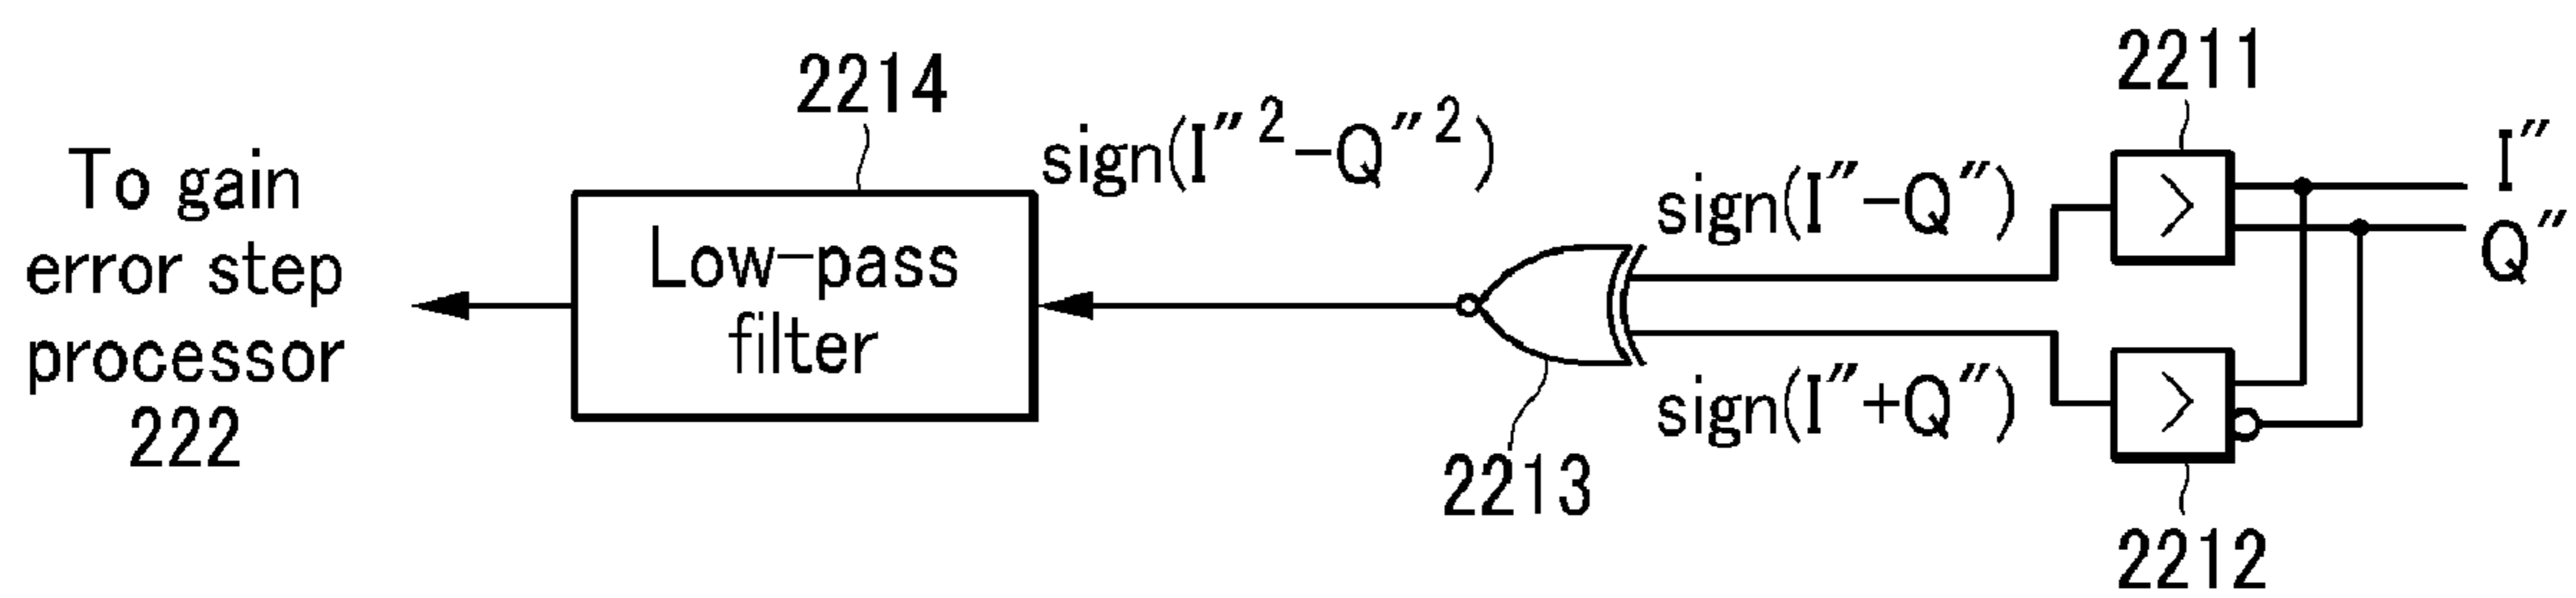 To gain
error step
processor
222
2214
Low-pass
filter
sign(I″²-Q″²)
2213
sign(I″-Q″)
sign(I″+Q″)
2211
>
I″
Q″
>
2212